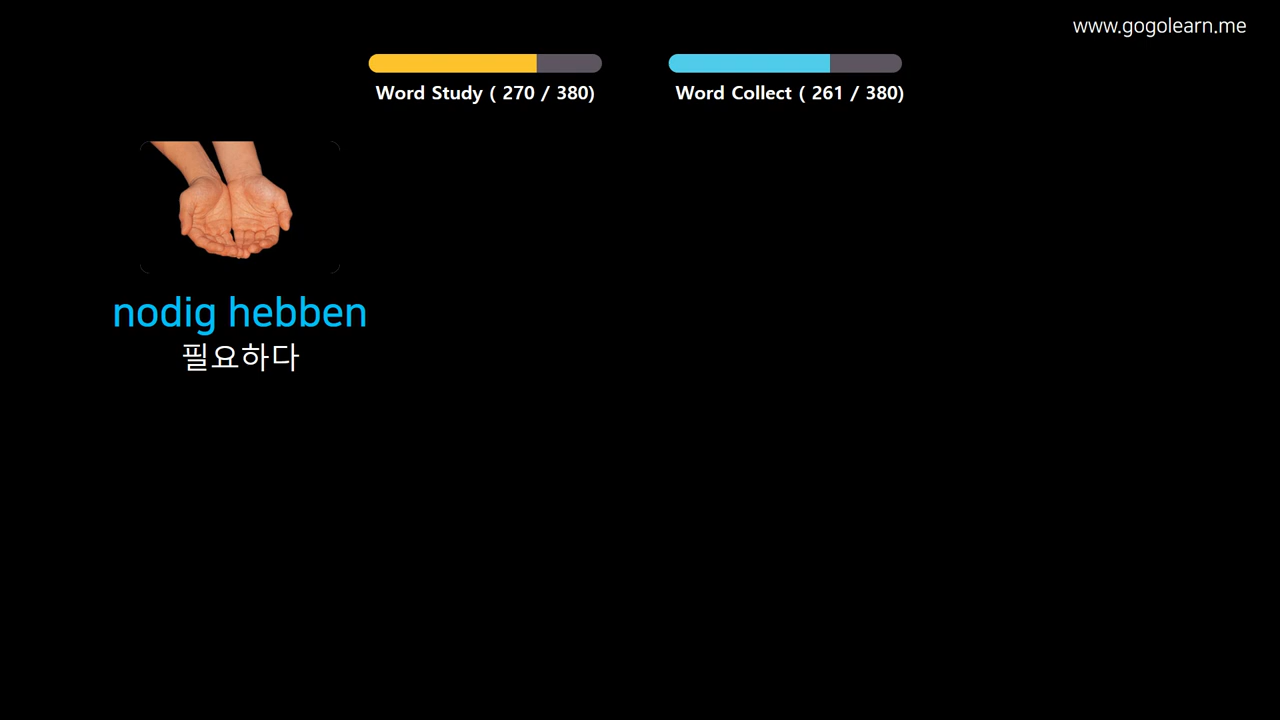 www.gogolearn.me
Word Study ( 270 / 380)
Word Collect ( 261 / 380)
nodig hebben
필요하다